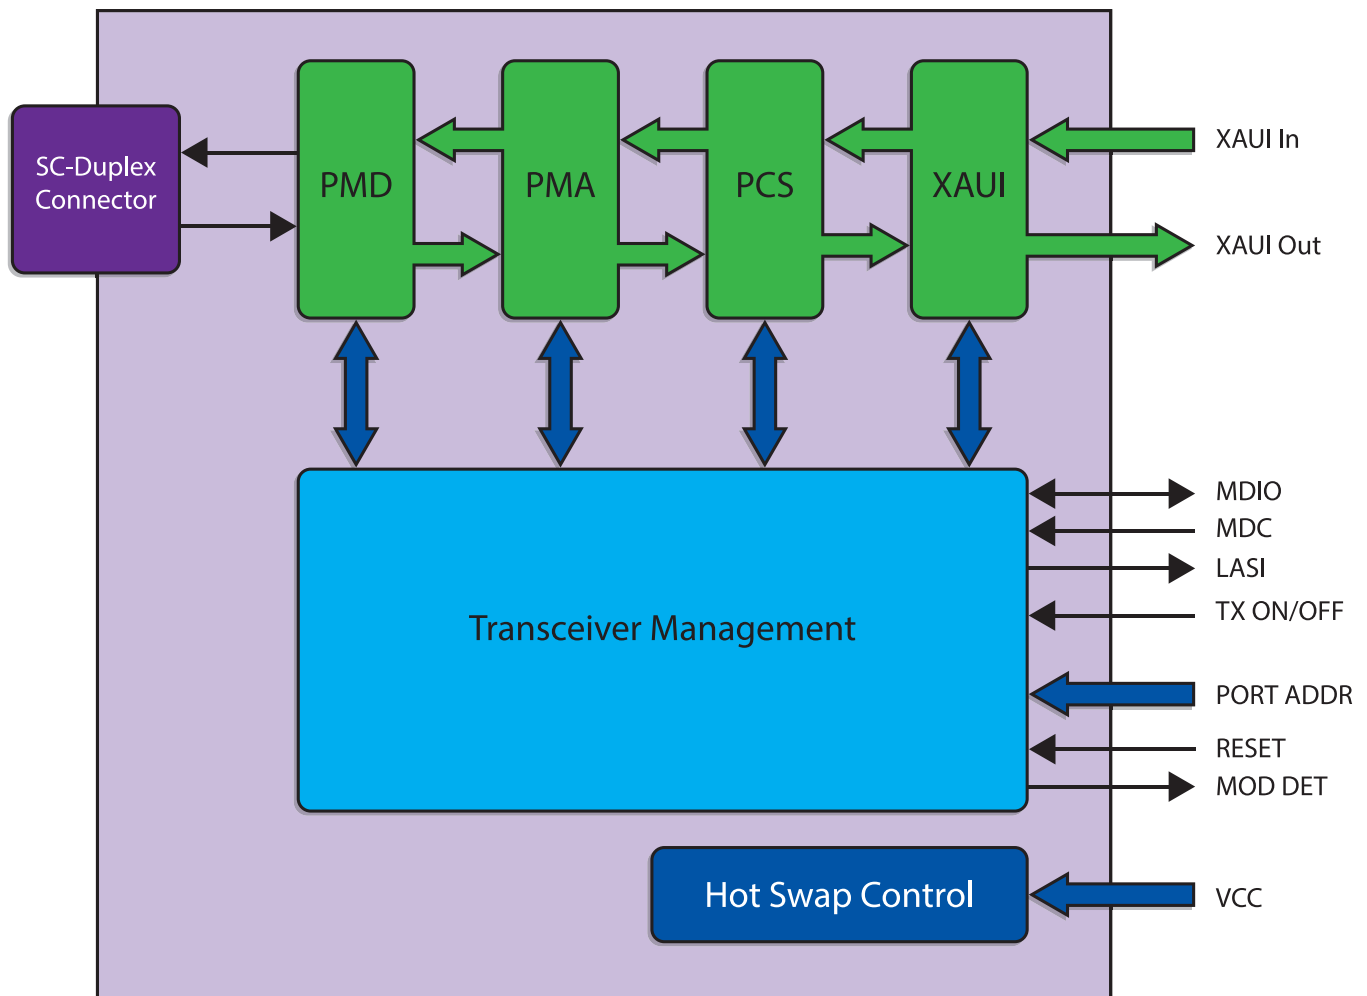 SC-Duplex
Connector
PMD
PMA
PCS
XAUI
XAUI In
XAUI Out
Transceiver Management
MDIO
MDC
LASI
TX ON/OFF
PORT ADDR
RESET
MOD DET
Hot Swap Control
VCC